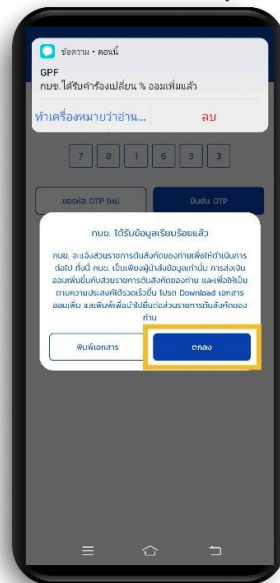 ข้อความ • ตอนนี้
GPF
กบข.ได้รับคำร้องเปลี่ยน % ออมเพิ่มแล้ว
ทำเครื่องหมายว่าอ่าน... ลบ
7 8 1 6 3 3
ขอรหัส OTP ใหม่ ยืนยัน OTP
กบข. ได้รับข้อมูลเรียบร้อยแล้ว
กบข. จะแจ้งส่วนราชการต้นสังกัดของท่านเพื่อให้ดำเนินการ
ต่อไป ทั้งนี้ กบข. เป็นเพียงผู้นำส่งข้อมูลเท่านั้น การส่งเงิน
ออมเพิ่มขึ้นกับส่วนราชการต้นสังกัดของท่าน และเพื่อให้เป็น
ตามความประสงค์ได้รวดเร็วขึ้น โปรด Download เอกสาร
ออมเพิ่ม และพิมพ์เพื่อนำไปยื่นต่อส่วนราชการต้นสังกัดของ
ท่าน
พิมพ์เอกสาร ตกลง